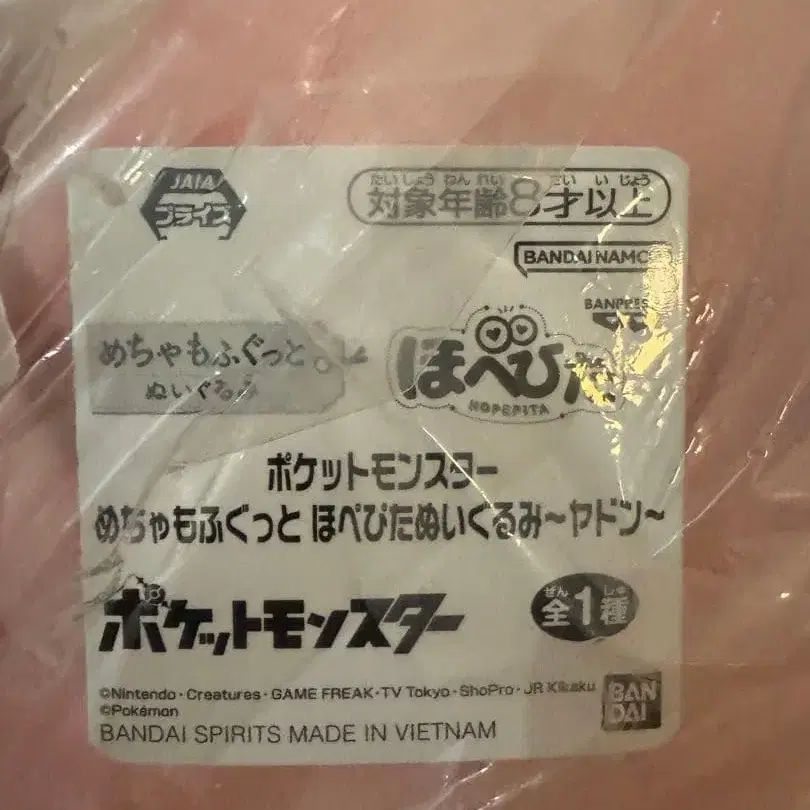 JAIA
プライズ
たいしょうねんれい さいいじょう
対象年齢8才以上
BANDAI NAMCO
BANPRES
めちゃもふぐっと
ぬいぐるみ
ほぺぴた
HOPEPITA
ポケットモンスター
めちゃもふぐっと ほぺぴたぬいぐるみ~ヤドン~
ポケットモンスター
ぜん しゅ
全1種
©Nintendo・Creatures・GAME FREAK・TV Tokyo・ShoPro・JR Kikaku
©Pokémon
BANDAI SPIRITS MADE IN VIETNAM
BAN
DAI